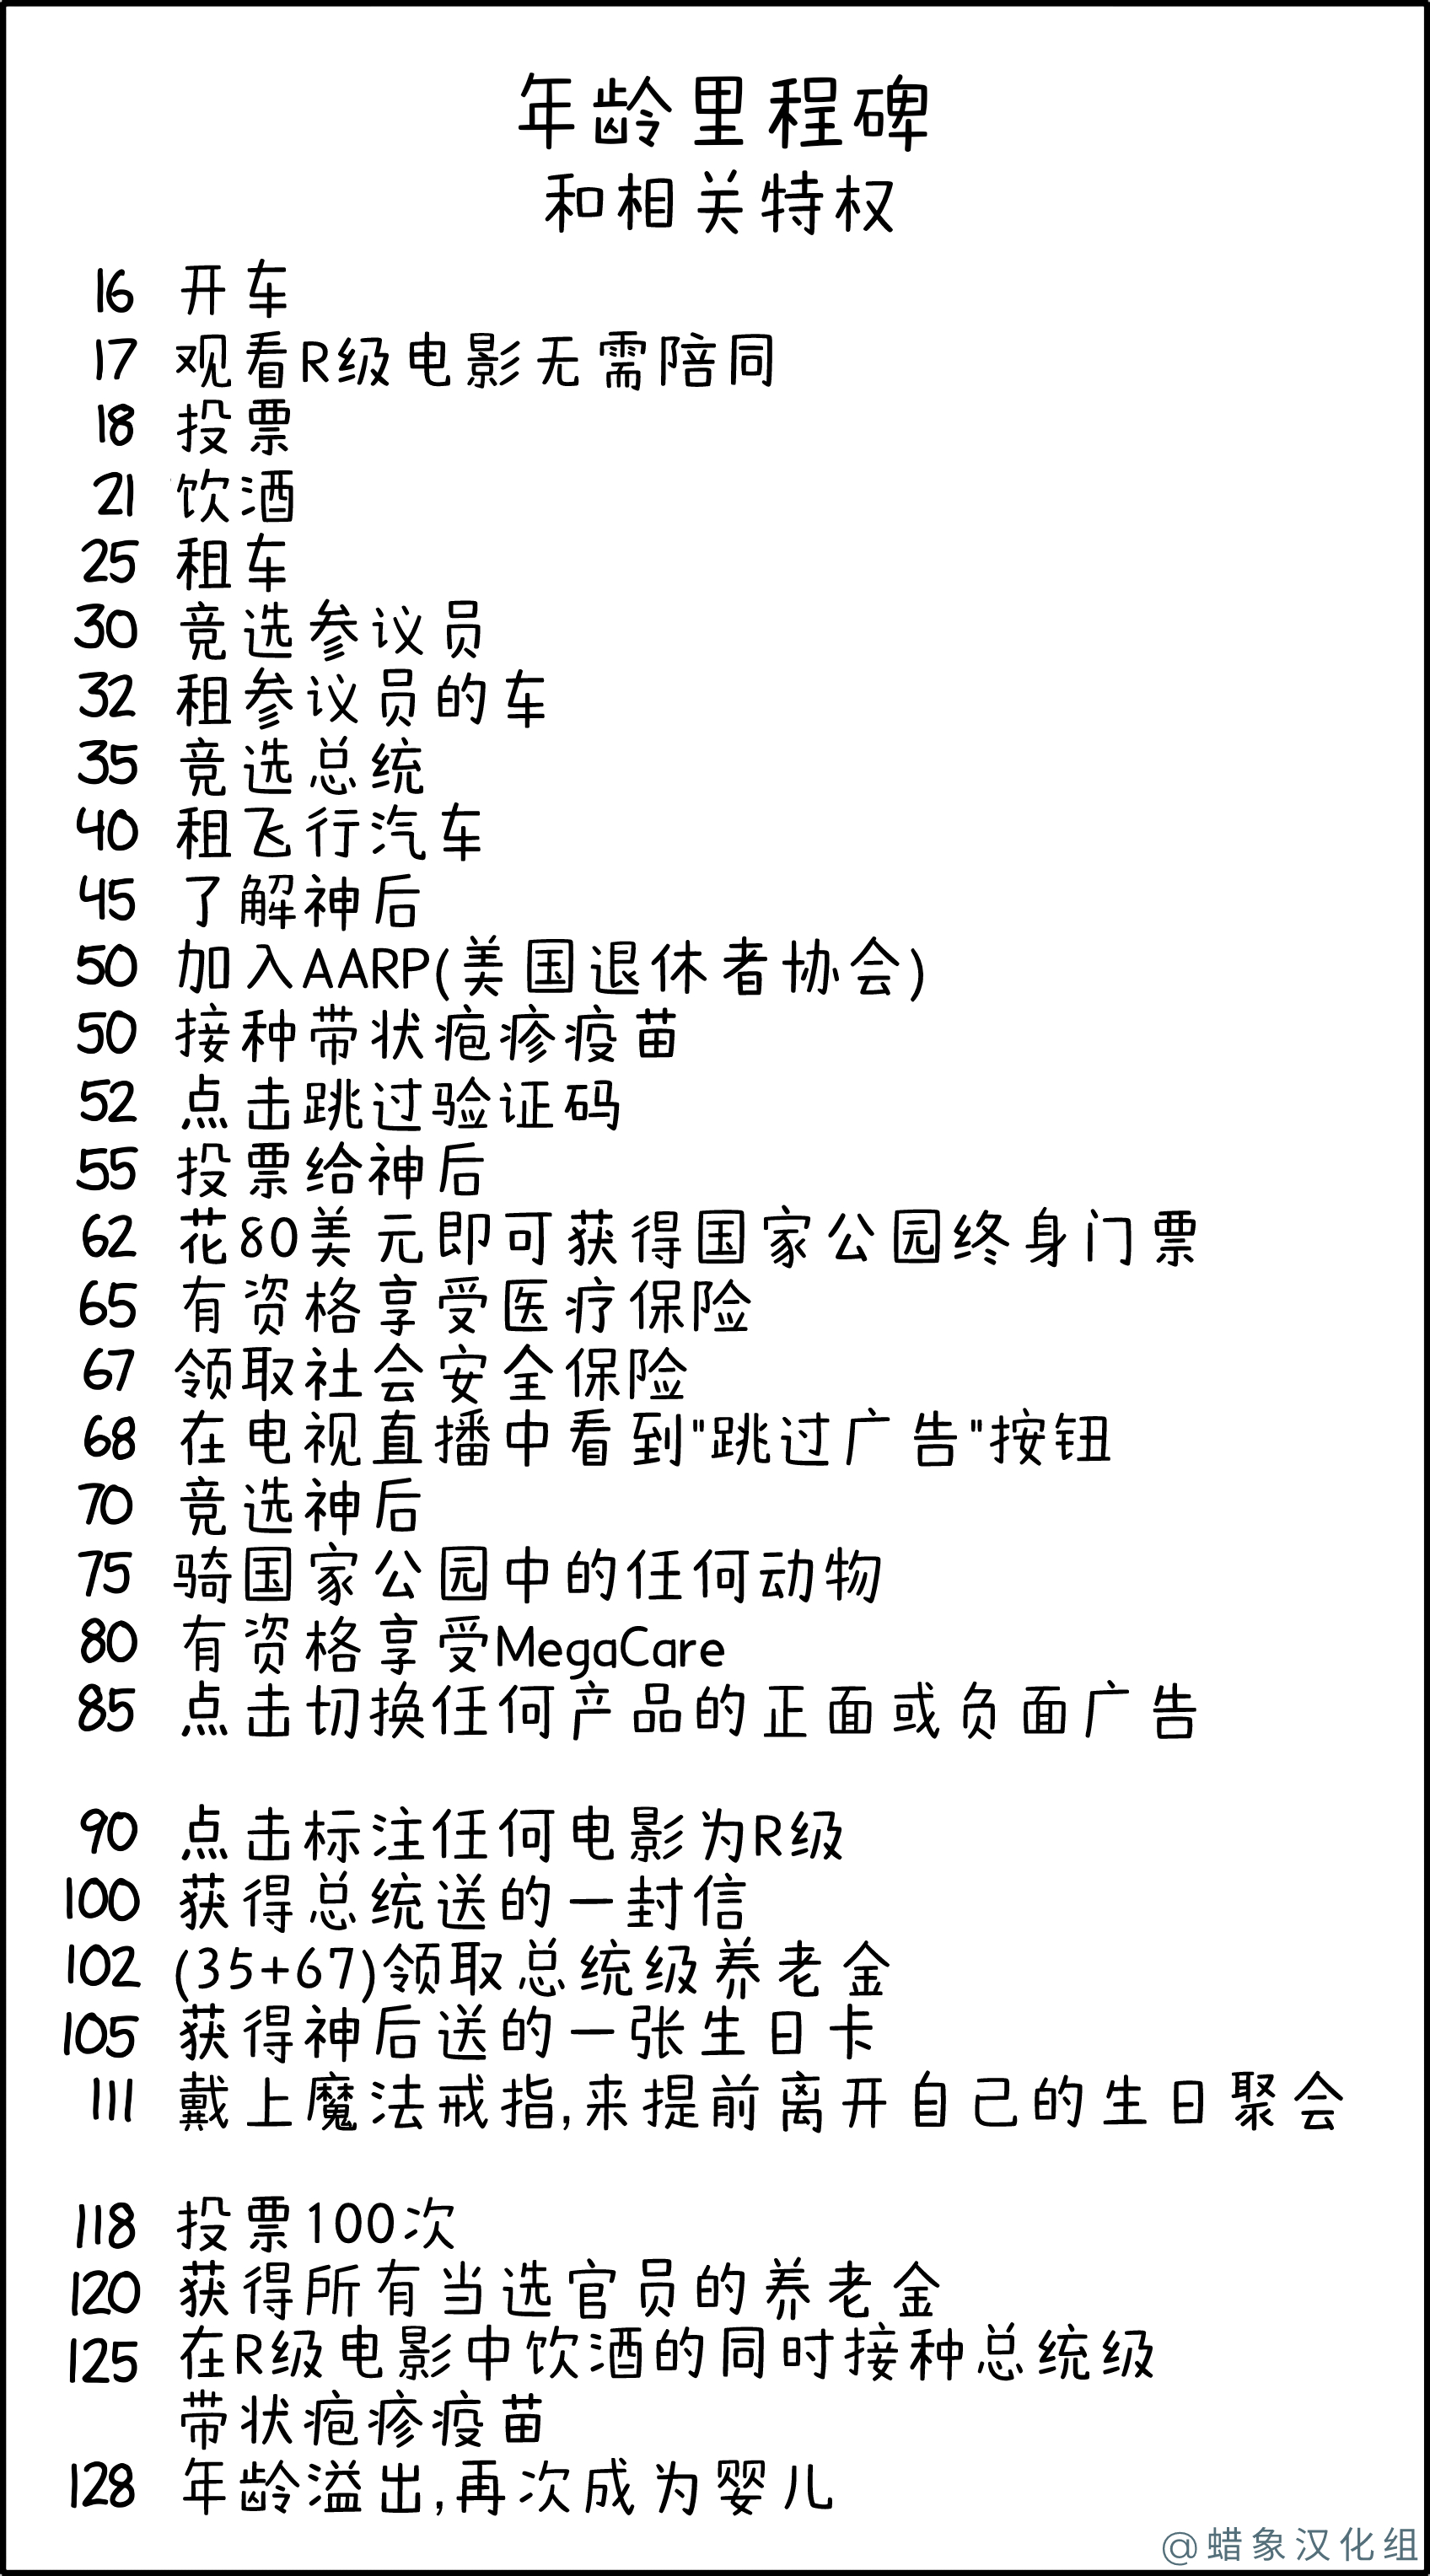 年龄里程碑
和相关特权
16 开车
17 观看R级电影无需陪同
18 投票
21 饮酒
25 租车
30 竞选参议员
32 租参议员的车
35 竞选总统
40 租飞行汽车
45 了解神后
50 加入AARP(美国退休者协会)
50 接种带状疱疹疫苗
52 点击跳过验证码
55 投票给神后
62 花80美元即可获得国家公园终身门票
65 有资格享受医疗保险
67 领取社会安全保险
68 在电视直播中看到"跳过广告"按钮
70 竞选神后
75 骑国家公园中的任何动物
80 有资格享受MegaCare
85 点击切换任何产品的正面或负面广告
90 点击标注任何电影为R级
100 获得总统送的一封信
102 (35+67)领取总统级养老金
105 获得神后送的一张生日卡
111 戴上魔法戒指,来提前离开自己的生日聚会
118 投票100次
120 获得所有当选官员的养老金
125 在R级电影中饮酒的同时接种总统级
带状疱疹疫苗
128 年龄溢出,再次成为婴儿
@蜡象汉化组